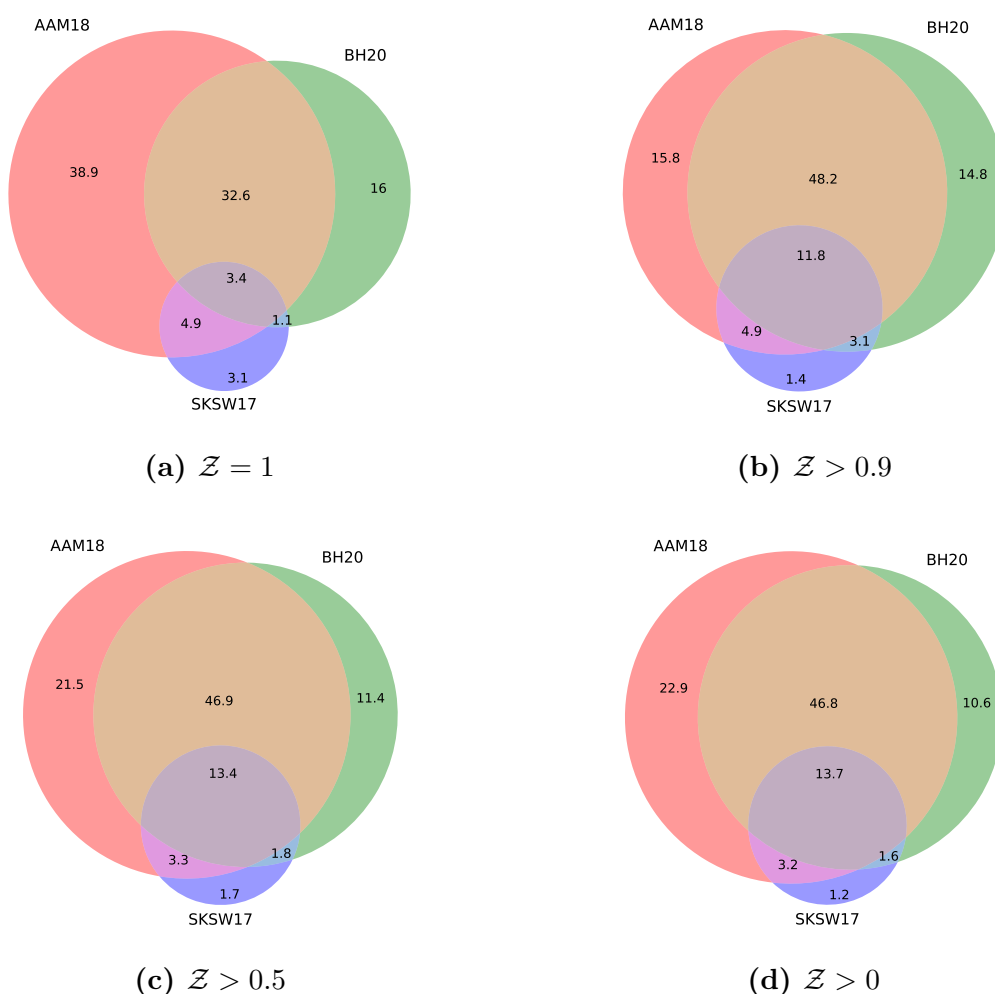 AAM18
BH20
38.9
32.6
16
3.4
4.9
1.1
3.1
SKSW17
(a) 𝒵 = 1
AAM18
BH20
15.8
48.2
14.8
11.8
4.9
3.1
1.4
SKSW17
(b) 𝒵 > 0.9
AAM18
BH20
21.5
46.9
11.4
13.4
3.3
1.8
1.7
SKSW17
(c) 𝒵 > 0.5
AAM18
BH20
22.9
46.8
10.6
13.7
3.2
1.6
1.2
SKSW17
(d) 𝒵 > 0